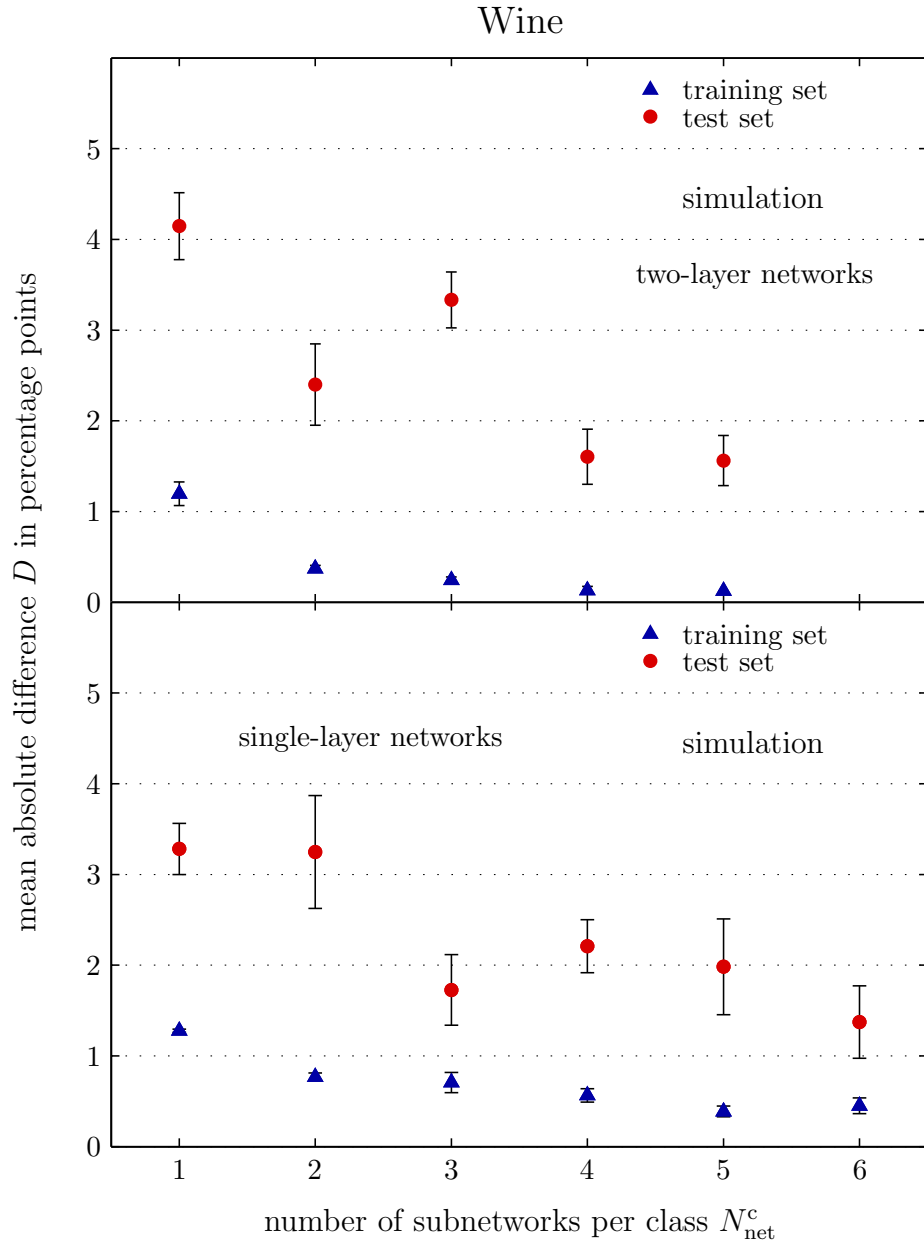 Wine
training set
test set
simulation
two-layer networks
5
4
3
2
1
0
training set
test set
single-layer networks
simulation
5
4
3
2
1
0
1 2 3 4 5 6
mean absolute difference D in percentage points
number of subnetworks per class N_net^c